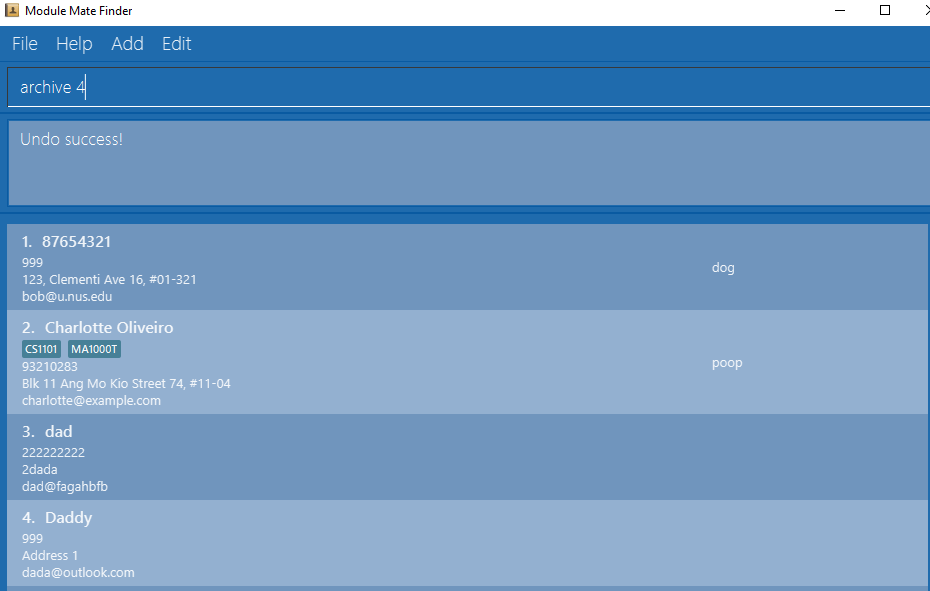 Module Mate Finder
File Help Add Edit
archive 4
Undo success!
1. 87654321
999
123, Clementi Ave 16, #01-321
bob@u.nus.edu
dog
2. Charlotte Oliveiro
CS1101 MA1000T
93210283
Blk 11 Ang Mo Kio Street 74, #11-04
charlotte@example.com
poop
3. dad
222222222
2dada
dad@fagahbfb
4. Daddy
999
Address 1
dada@outlook.com